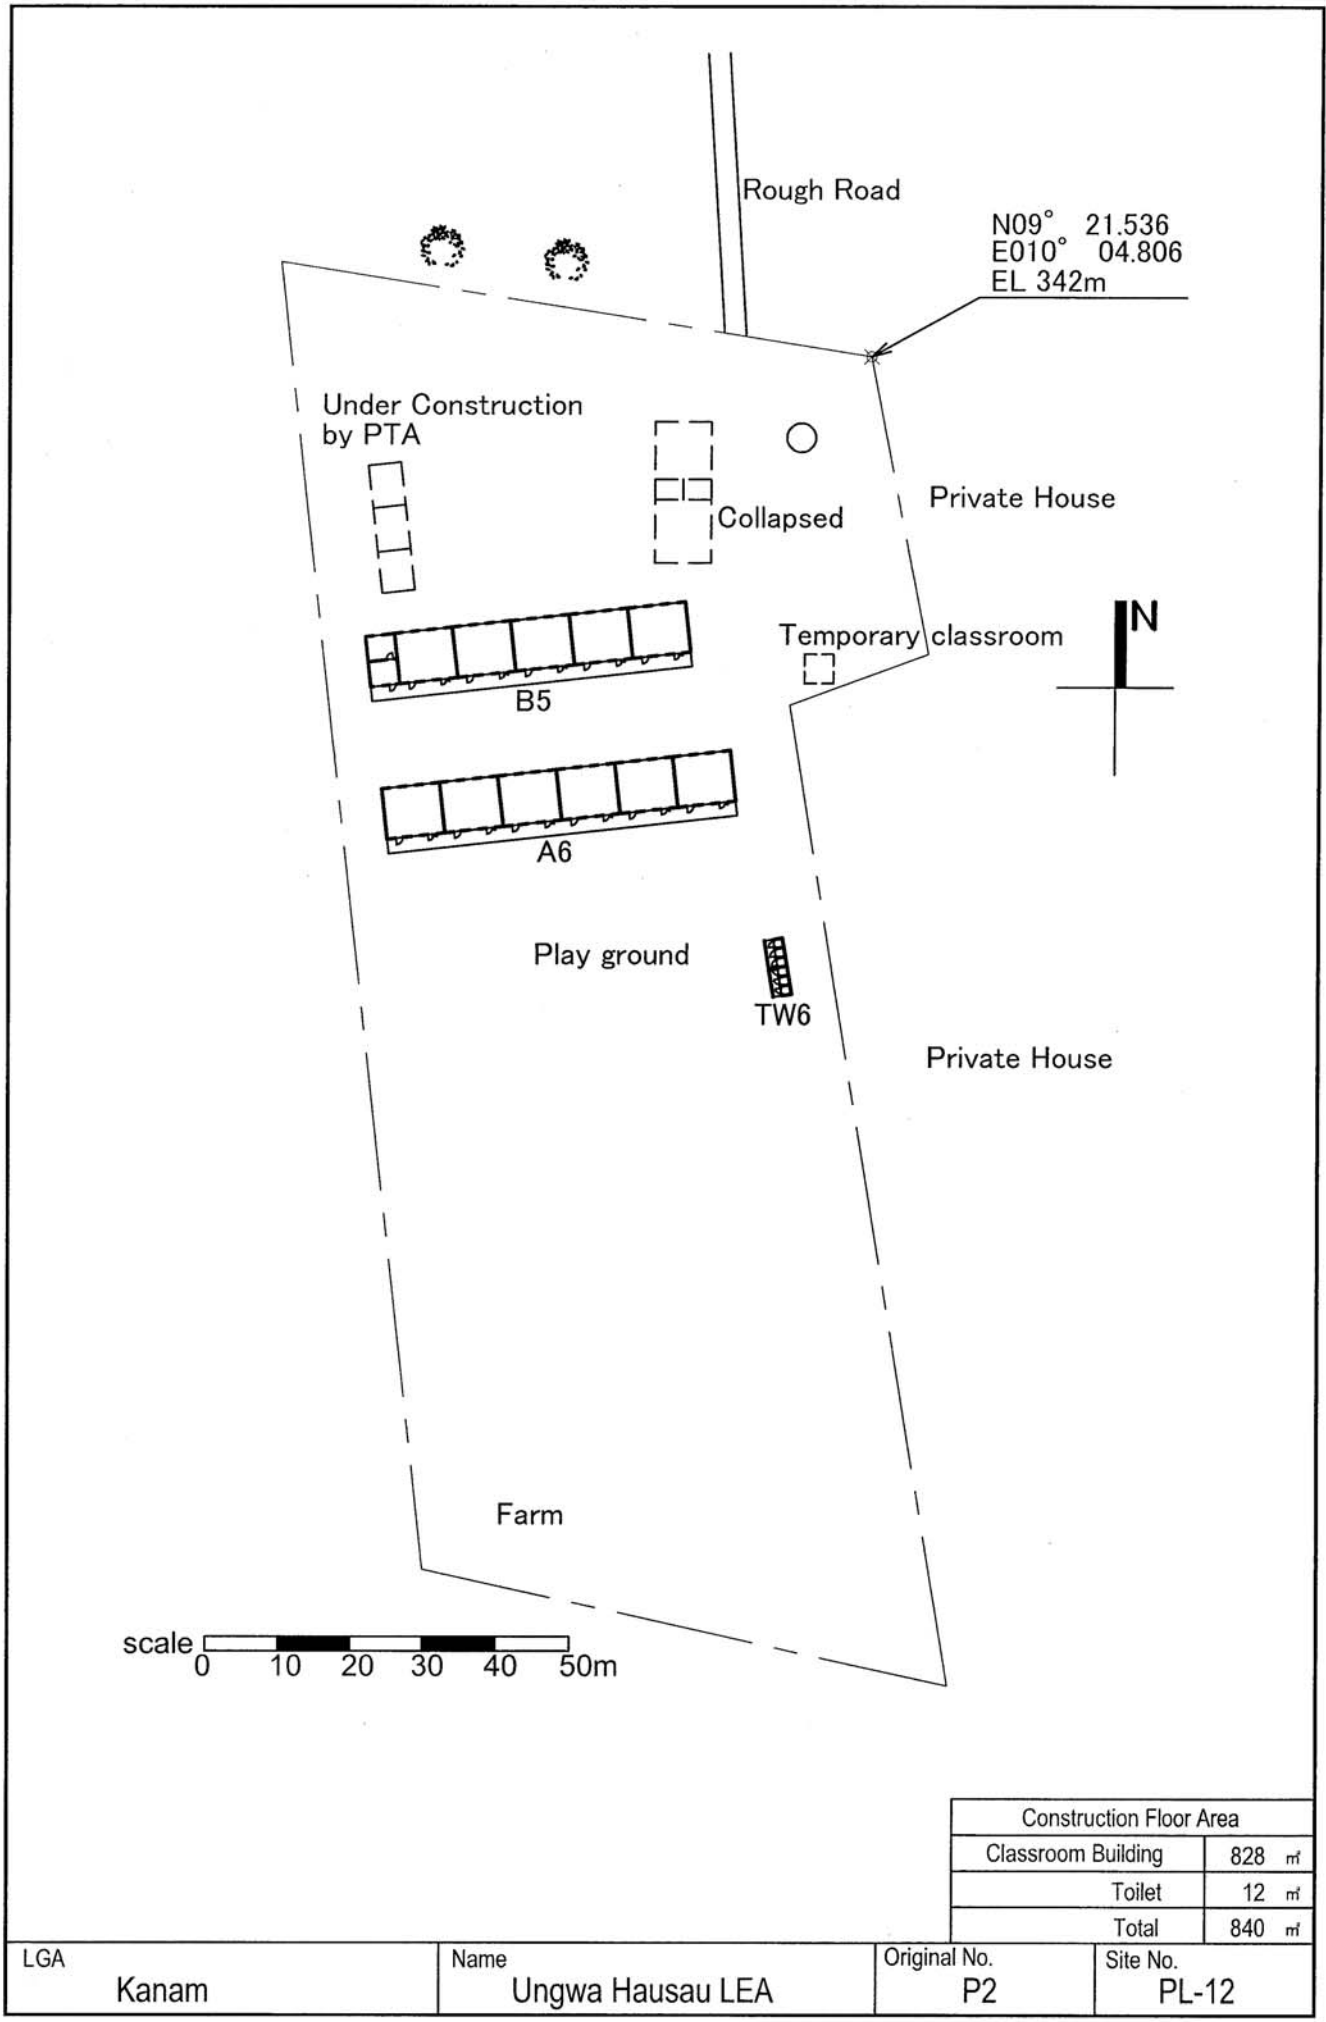 Rough Road
N09° 21.536
E010° 04.806
EL 342m
Under Construction
by PTA
Collapsed
Private House
N
Temporary classroom
B5
A6
Play ground
TW6
Private House
Farm
scale
0 10 20 30 40 50m
Construction Floor Area
Classroom Building 828 ㎡
Toilet 12 ㎡
Total 840 ㎡
LGA
Kanam
Name
Ungwa Hausau LEA
Original No.
P2
Site No.
PL-12